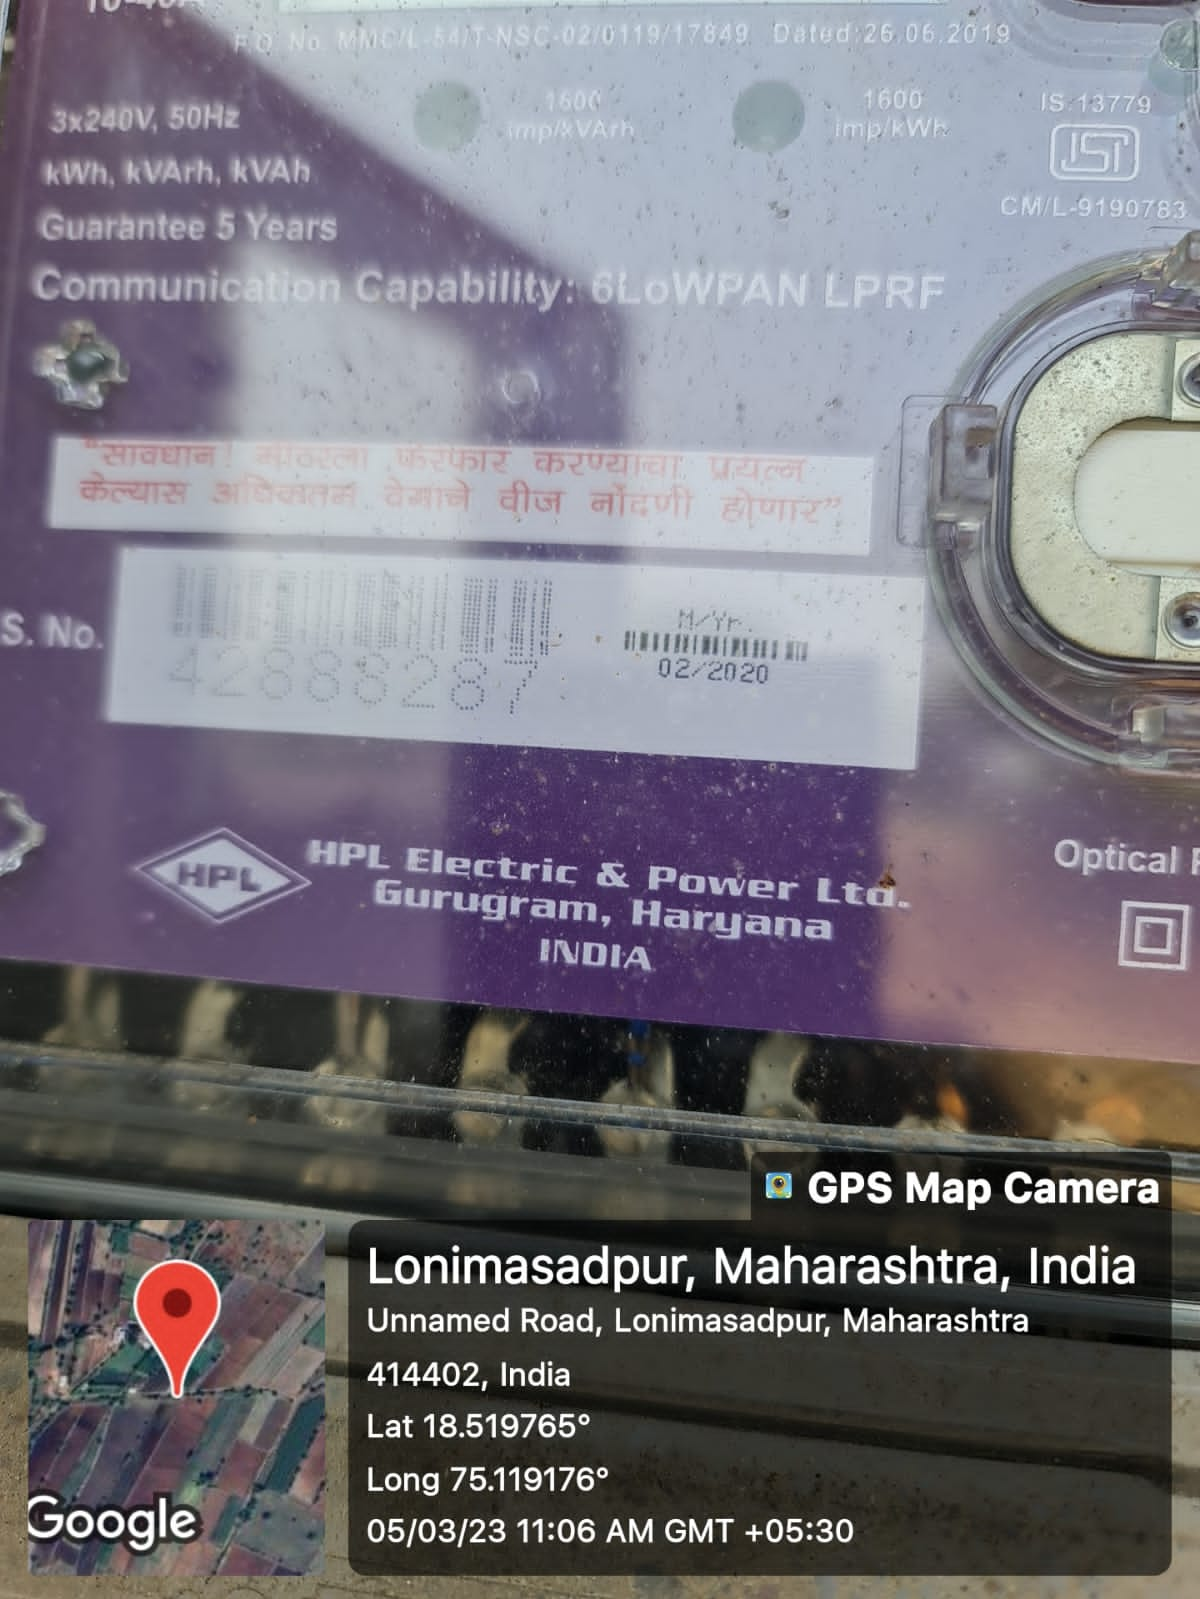 10-40A
P.O. No. MMC/L-54/T-NSC-02/0119/17849 Dated:26.06.2019
3x240V, 50Hz
1600
imp/kVArh
1600
imp/kWh
IS:13779
ISI
CM/L-9190783
kWh, kVArh, kVAh
Guarantee 5 Years
Communication Capability: 6LoWPAN LPRF
"सावधान! मीटरला फेरफार करण्याचा प्रयत्न
केल्यास अधिकतम वेगाचे वीज नोंदणी होणार"
S. No.
42888287
M/Yr.
02/2020
HPL
HPL Electric & Power Ltd.
Gurugram, Haryana
INDIA
Optical
GPS Map Camera
Lonimasadpur, Maharashtra, India
Unnamed Road, Lonimasadpur, Maharashtra
414402, India
Lat 18.519765°
Long 75.119176°
05/03/23 11:06 AM GMT +05:30
Google